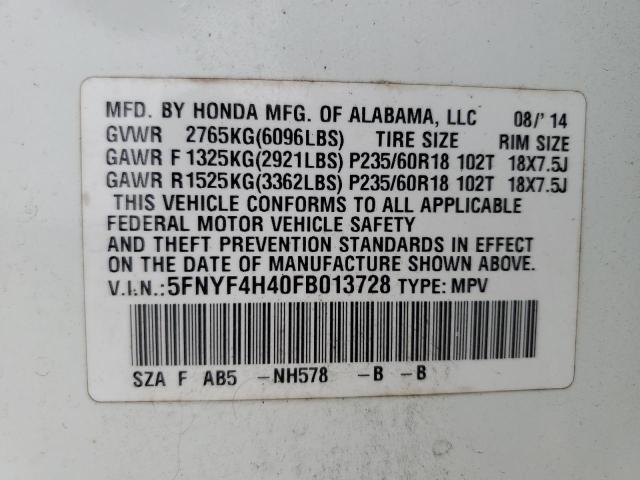 MFD. BY HONDA MFG. OF ALABAMA, LLC 08/'14
GVWR 2765KG(6096LBS) TIRE SIZE RIM SIZE
GAWR F 1325KG(2921LBS) P235/60R18 102T 18X7.5J
GAWR R 1525KG(3362LBS) P235/60R18 102T 18X7.5J
THIS VEHICLE CONFORMS TO ALL APPLICABLE
FEDERAL MOTOR VEHICLE SAFETY
AND THEFT PREVENTION STANDARDS IN EFFECT
ON THE DATE OF MANUFACTURE SHOWN ABOVE.
V.I.N.:5FNYF4H40FB013728 TYPE: MPV
SZA F AB5 -NH578 -B -B